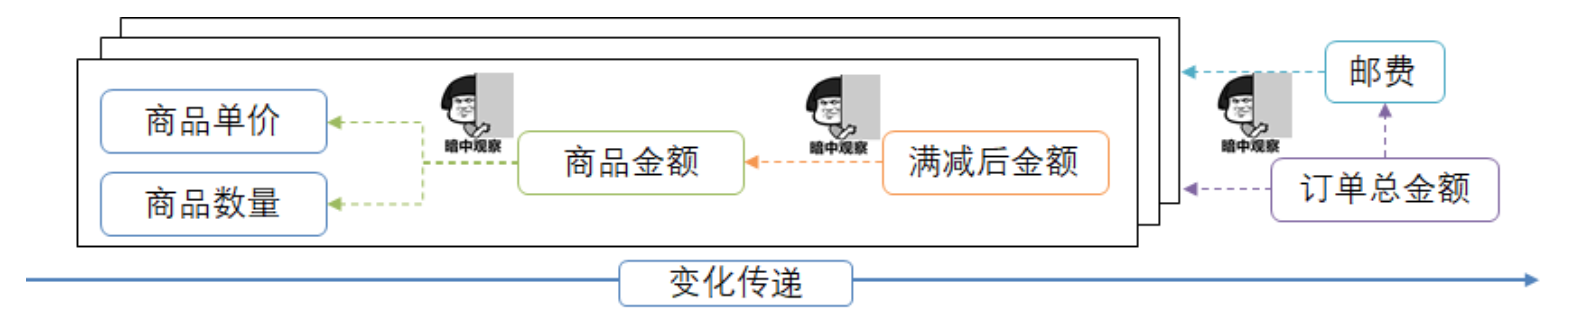 邮费
商品单价
暗中观察
暗中观察
暗中观察
商品金额
满减后金额
订单总金额
商品数量
变化传递